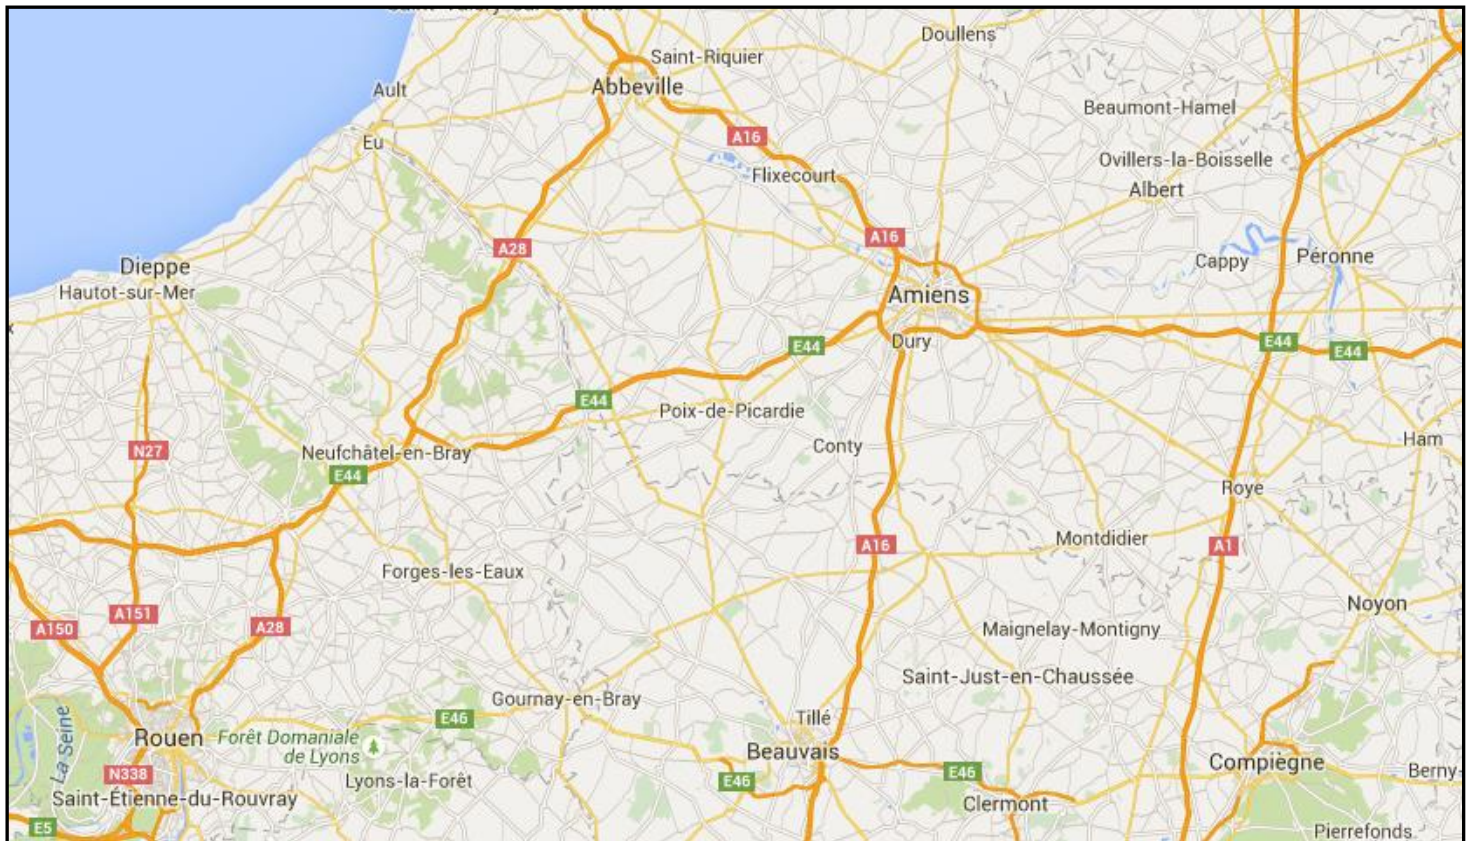 Doullens
Saint-Riquier
Abbeville
Ault
Beaumont-Hamel
A16
Eu
Ovillers-la-Boisselle
Flixecourt
Albert
A16
A28
Dieppe
Cappy
Péronne
Hautot-sur-Mer
Amiens
Dury
E44
E44
E44
E44
Poix-de-Picardie
Ham
Conty
N27
Neufchâtel-en-Bray
E44
Roye
Montdidier
A16
A1
Forges-les-Eaux
Noyon
A151
A150
A28
Maignelay-Montigny
Saint-Just-en-Chaussée
Gournay-en-Bray
E46
Tillé
La Seine
Rouen
Forêt Domaniale
de Lyons
Beauvais
Compiègne
N338
E46
E46
Berny-
Lyons-la-Forêt
Saint-Étienne-du-Rouvray
Clermont
E5
Pierrefonds